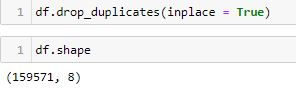 1 df.drop_duplicates(inplace = True)
1 df.shape
(159571, 8)